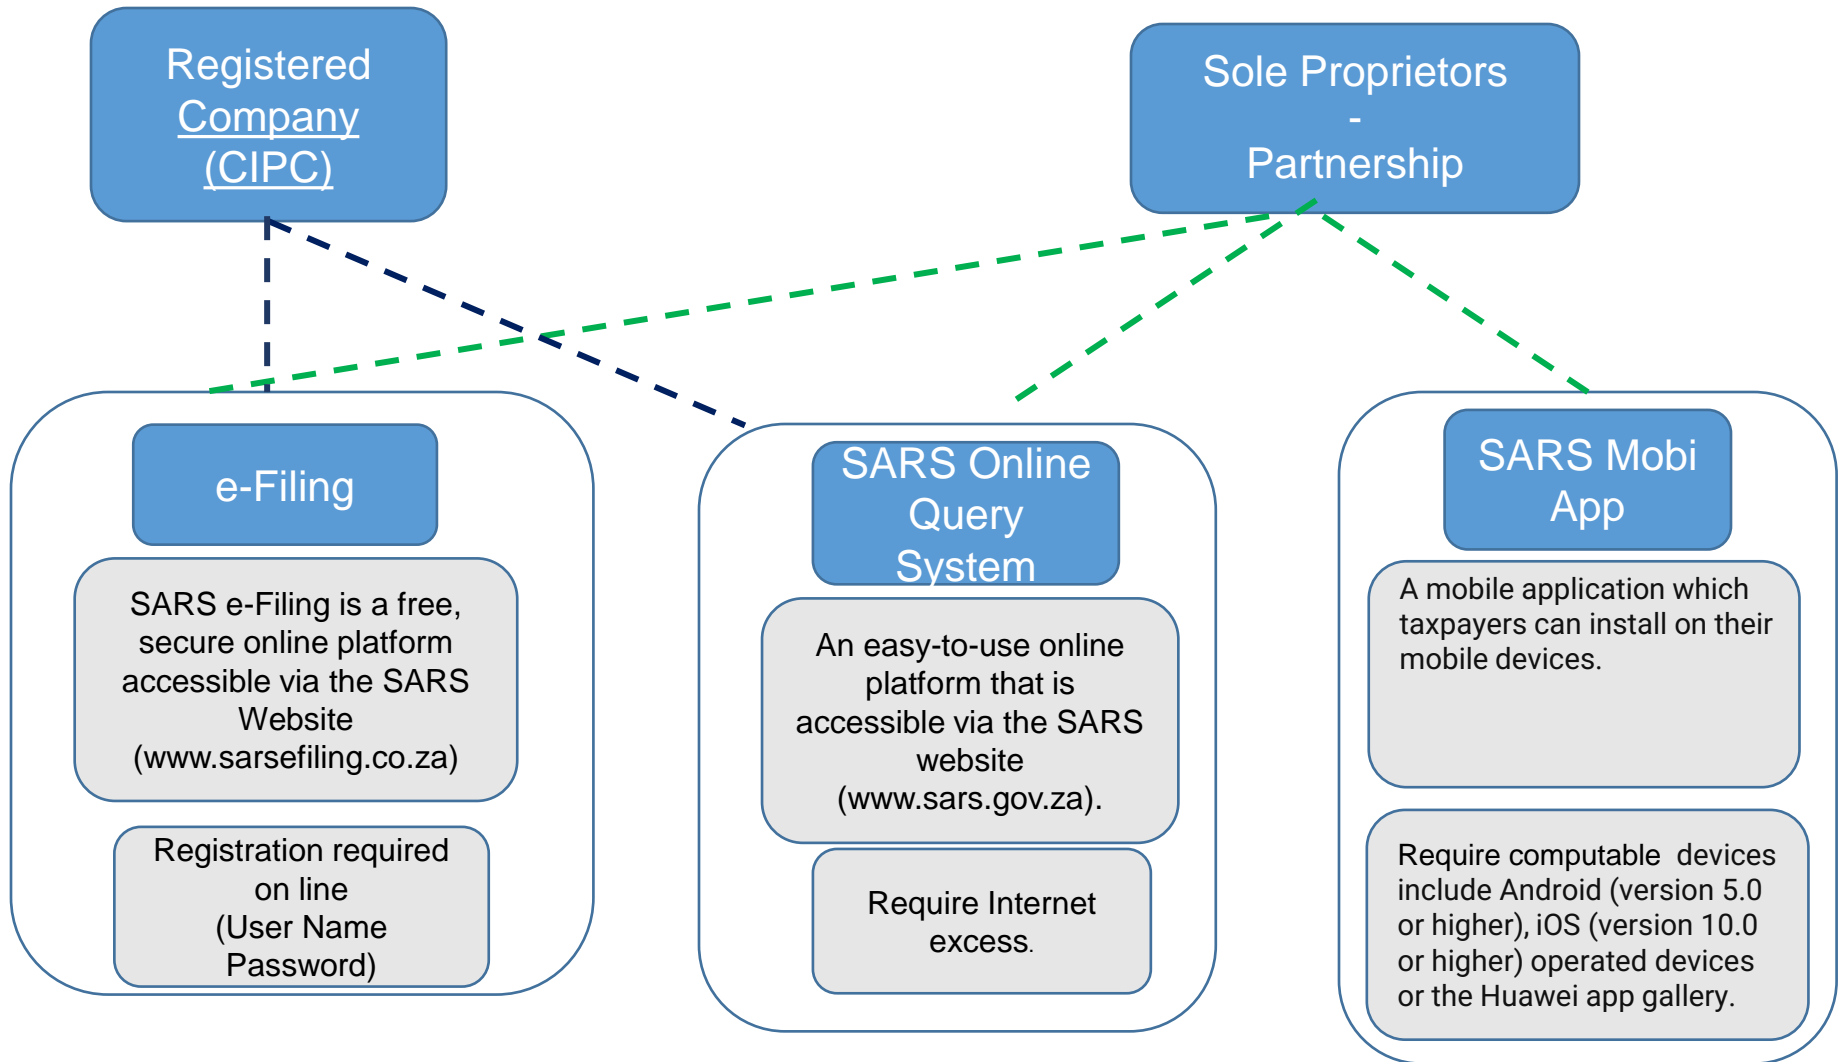 Registered
Company
(CIPC)
Sole Proprietors
-
Partnership
e-Filing
SARS e-Filing is a free,
secure online platform
accessible via the SARS
Website
(www.sarsefiling.co.za)
Registration required
on line
(User Name
Password)
SARS Online
Query
System
An easy-to-use online
platform that is
accessible via the SARS
website
(www.sars.gov.za).
Require Internet
excess.
SARS Mobi
App
A mobile application which
taxpayers can install on their
mobile devices.
Require computable  devices
include Android (version 5.0
or higher), iOS (version 10.0
or higher) operated devices
or the Huawei app gallery.